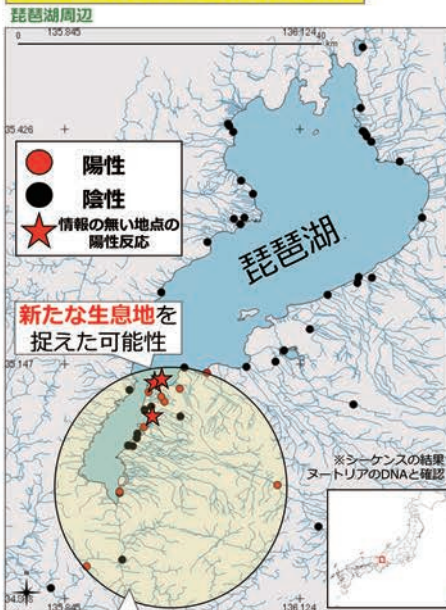 琵琶湖周辺
0 135.845 136.124 40
km
35.426
陽性
陰性
情報の無い地点の
陽性反応
琵琶湖
新たな生息地を
捉えた可能性
35.147
※シーケンスの結果
ヌートリアのDNAと確認
135.845 136.124